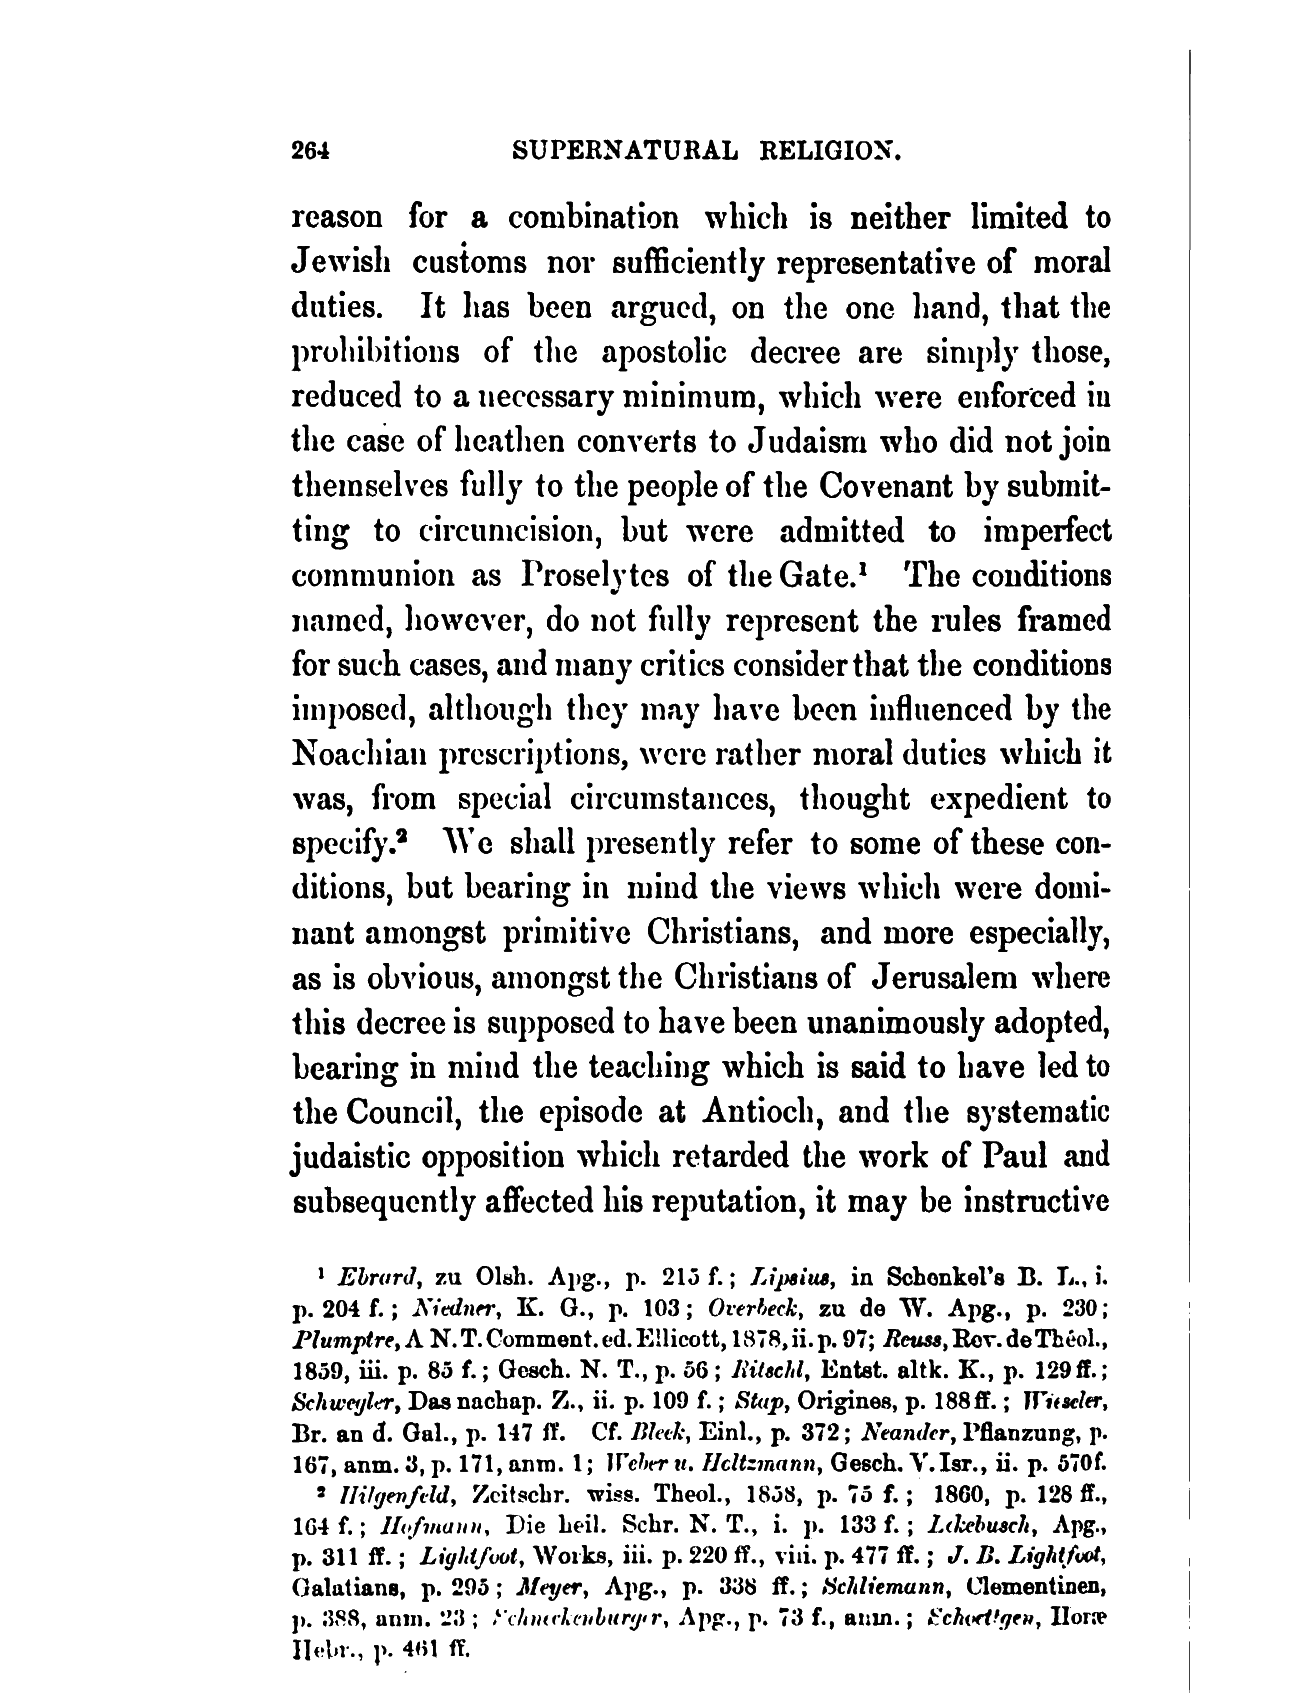 264 SUPERNATURAL RELIGION.
reason for a combination which is neither limited to
Jewish customs nor sufficiently representative of moral
duties. It has been argued, on the one hand, that the
prohibitions of the apostolic decree are simply those,
reduced to a necessary minimum, which were enforced in
the case of heathen converts to Judaism who did not join
themselves fully to the people of the Covenant by submit-
ting to circumcision, but were admitted to imperfect
communion as Proselytes of the Gate.¹ The conditions
named, however, do not fully represent the rules framed
for such cases, and many critics consider that the conditions
imposed, although they may have been influenced by the
Noachian prescriptions, were rather moral duties which it
was, from special circumstances, thought expedient to
specify.² We shall presently refer to some of these con-
ditions, but bearing in mind the views which were domi-
nant amongst primitive Christians, and more especially,
as is obvious, amongst the Christians of Jerusalem where
this decree is supposed to have been unanimously adopted,
bearing in mind the teaching which is said to have led to
the Council, the episode at Antioch, and the systematic
judaistic opposition which retarded the work of Paul and
subsequently affected his reputation, it may be instructive
¹ Ebrard, zu Olsh. Apg., p. 215 f.; Lipsius, in Schenkel's B. L., i.
p. 204 f.; Niedner, K. G., p. 103; Overbeck, zu de W. Apg., p. 230;
Plumptre, A N. T. Comment. ed. Ellicott, 1878, ii. p. 97; Reuss, Rev. de Théol.,
1859, iii. p. 85 f.; Gesch. N. T., p. 56; Ritschl, Entst. altk. K., p. 129 ff.;
Schwegler, Das nachap. Z., ii. p. 109 f.; Stap, Origines, p. 188 ff.; Wieseler,
Br. an d. Gal., p. 147 ff. Cf. Bleek, Einl., p. 372; Neander, Pflanzung, p.
167, anm. 3, p. 171, anm. 1; Weber u. Holtzmann, Gesch. V. Isr., ii. p. 570 f.
² Hilgenfeld, Zeitschr. wiss. Theol., 1858, p. 75 f.; 1860, p. 128 ff.,
164 f.; Hofmann, Die heil. Schr. N. T., i. p. 133 f.; Lekebusch, Apg.,
p. 311 ff.; Lightfoot, Works, iii. p. 220 ff., viii. p. 477 ff.; J. B. Lightfoot,
Galatians, p. 295; Meyer, Apg., p. 338 ff.; Schliemann, Clementinen,
p. 388, anm. 23; Schneckenburger, Apg., p. 73 f., anm.; Schoettgen, Horæ
Hebr., p. 461 ff.